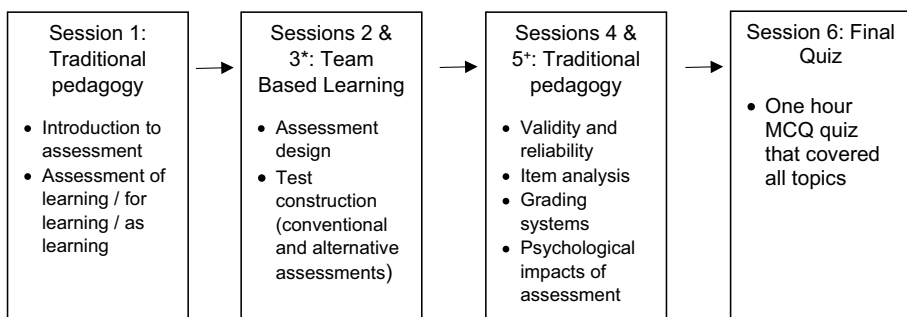 Session 1:
Traditional
pedagogy
• Introduction to
assessment
• Assessment of
learning / for
learning / as
learning
Sessions 2 &
3*: Team
Based Learning
• Assessment
design
• Test
construction
(conventional
and alternative
assessments)
Sessions 4 &
5⁺: Traditional
pedagogy
• Validity and
reliability
• Item analysis
• Grading
systems
• Psychological
impacts of
assessment
Session 6: Final
Quiz
• One hour
MCQ quiz
that covered
all topics